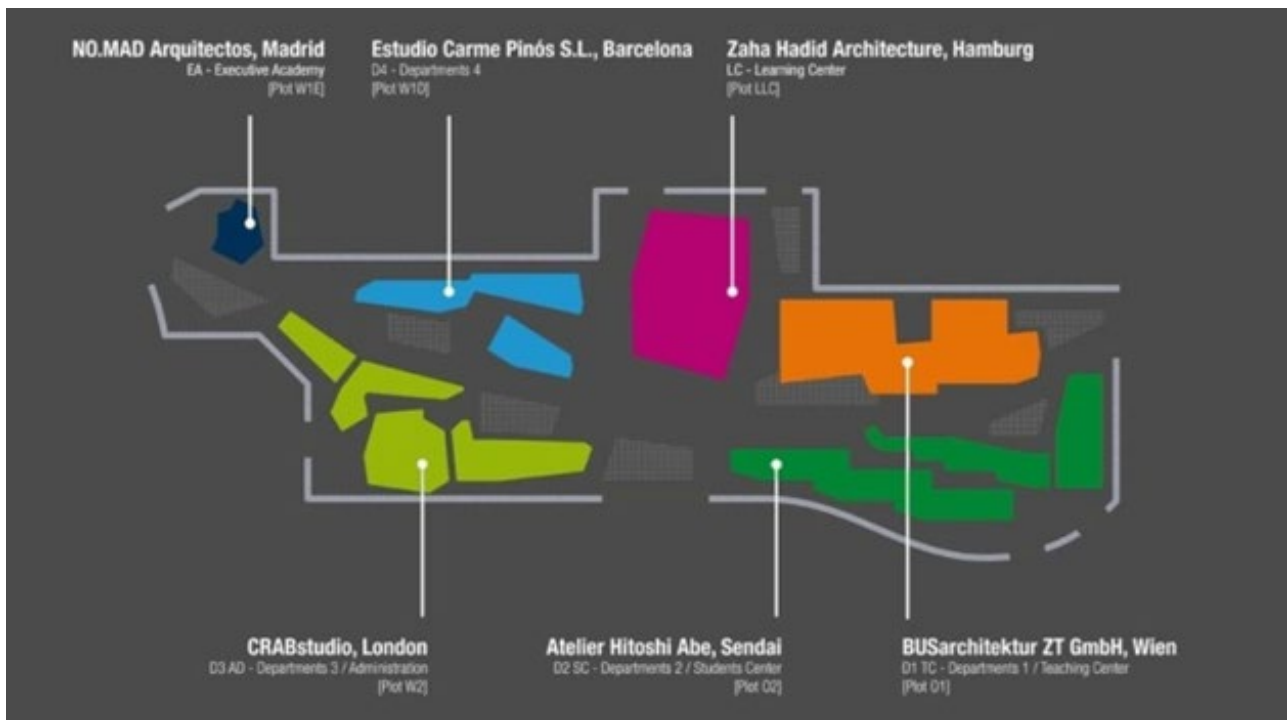 NO.MAD Arquitectos, Madrid
EA - Executive Academy
[Plot W1E]
Estudio Carme Pinós S.L., Barcelona
D4 - Departments 4
[Plot W1D]
Zaha Hadid Architecture, Hamburg
LC - Learning Center
[Plot LLC]
CRABstudio, London
D3 AD - Departments 3 / Administration
[Plot W2]
Atelier Hitoshi Abe, Sendai
D2 SC - Departments 2 / Students Center
[Plot O2]
BUSarchitektur ZT GmbH, Wien
D1 TC - Departments 1 / Teaching Center
[Plot O1]